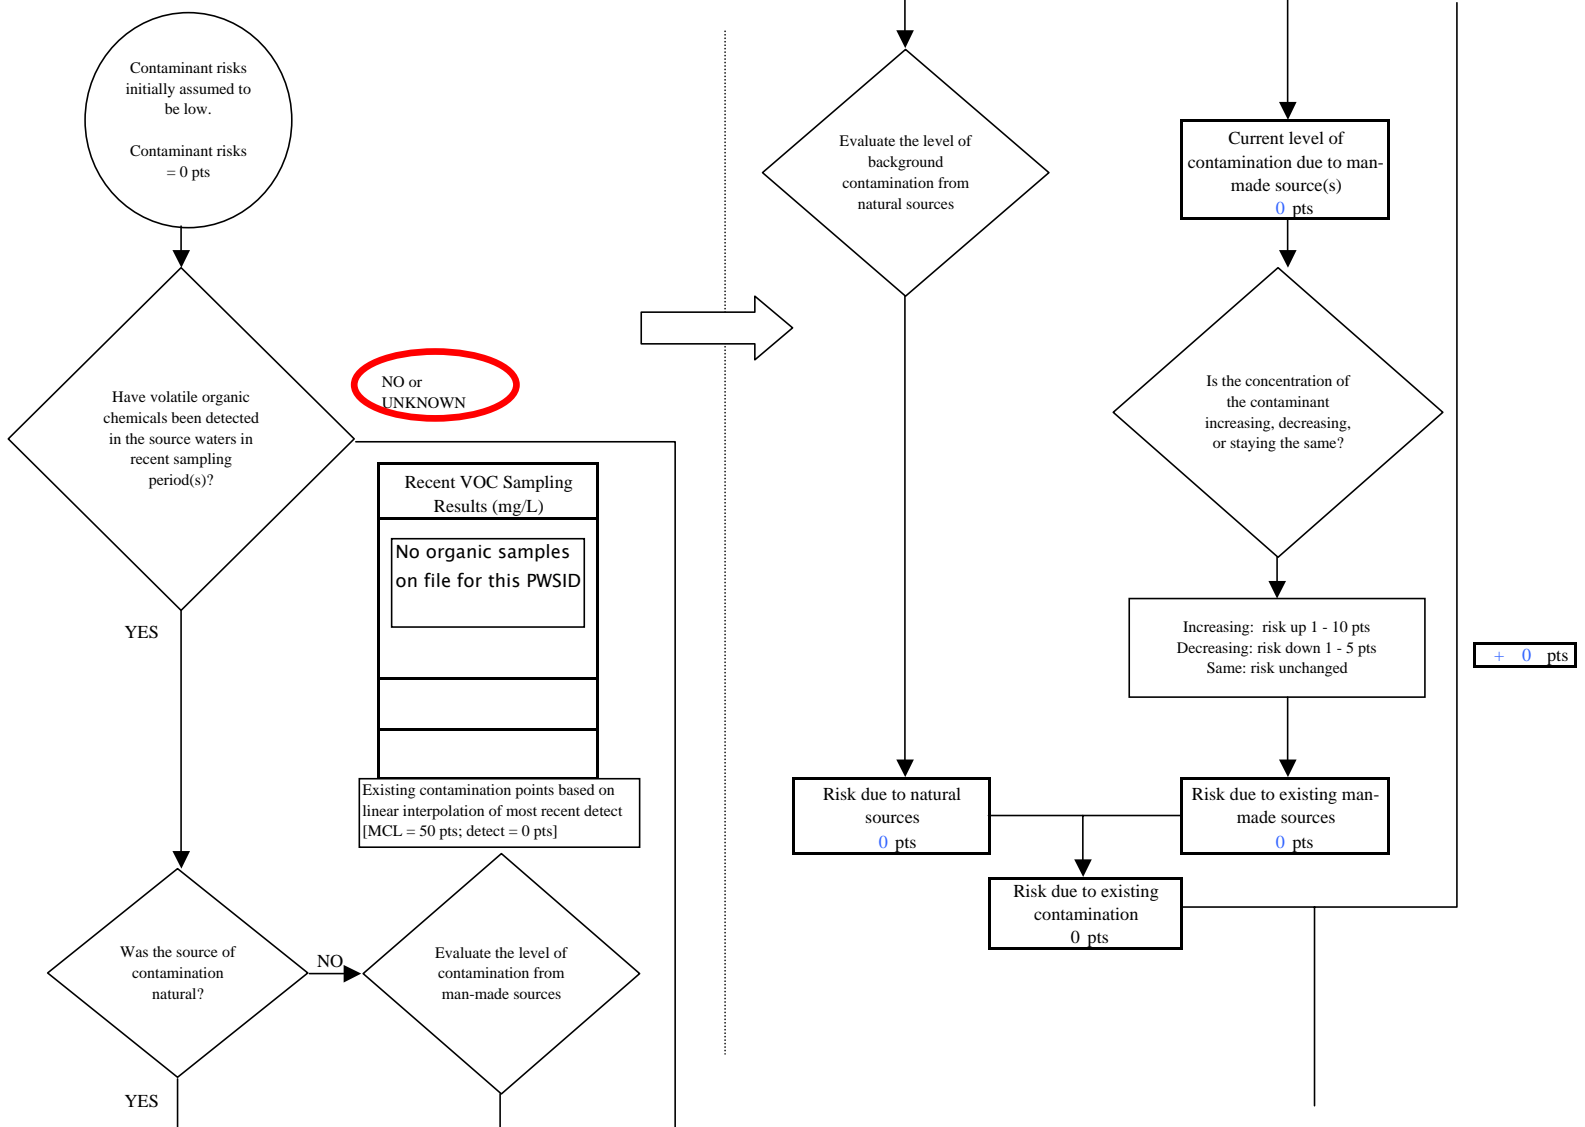 Contaminant risks
initially assumed to
be low.
Contaminant risks
= 0 pts
Have volatile organic
chemicals been detected
in the source waters in
recent sampling
period(s)?
NO or
UNKNOWN
YES
Recent VOC Sampling
Results (mg/L)
No organic samples
on file for this PWSID
Existing contamination points based on
linear interpolation of most recent detect
[MCL = 50 pts; detect = 0 pts]
Was the source of
contamination
natural?
NO
YES
Evaluate the level of
contamination from
man-made sources
Evaluate the level of
background
contamination from
natural sources
Current level of
contamination due to man-
made source(s)
0 pts
Is the concentration of
the contaminant
increasing, decreasing,
or staying the same?
Increasing: risk up 1 - 10 pts
Decreasing: risk down 1 - 5 pts
Same: risk unchanged
+ 0 pts
Risk due to natural
sources
0 pts
Risk due to existing man-
made sources
0 pts
Risk due to existing
contamination
0 pts